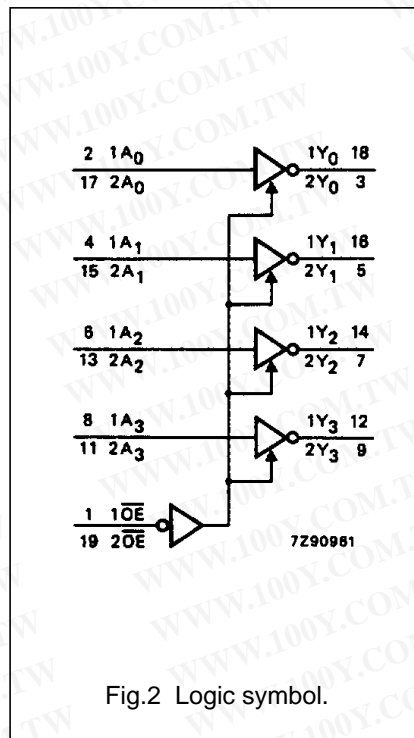 WWW.100Y.COM.TW
2 1A0 1Y0 18
17 2A0 2Y0 3
4 1A1 1Y1 16
15 2A1 2Y1 5
6 1A2 1Y2 14
13 2A2 2Y2 7
8 1A3 1Y3 12
11 2A3 2Y3 9
1 1O̅E̅
19 2O̅E̅
7Z90961
Fig.2 Logic symbol.